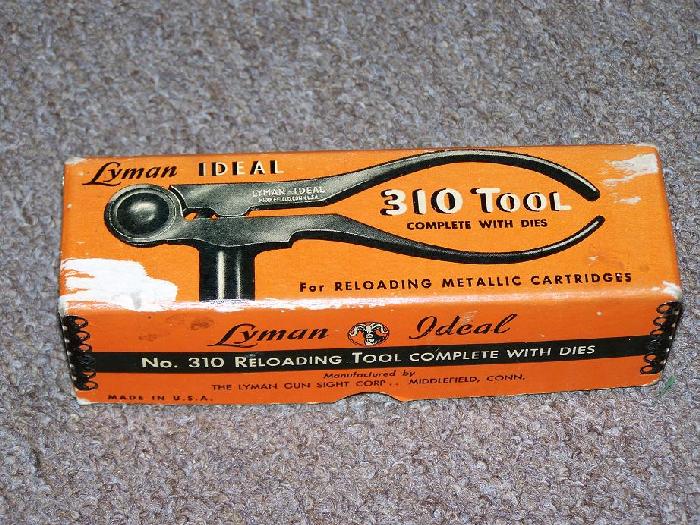 Lyman IDEAL
LYMAN-IDEAL
310 TOOL
COMPLETE WITH DIES
For RELOADING METALLIC CARTRIDGES
Lyman Ideal
No. 310 RELOADING TOOL COMPLETE WITH DIES
Manufactured by
THE LYMAN GUN SIGHT CORP., MIDDLEFIELD, CONN.
MADE IN U.S.A.